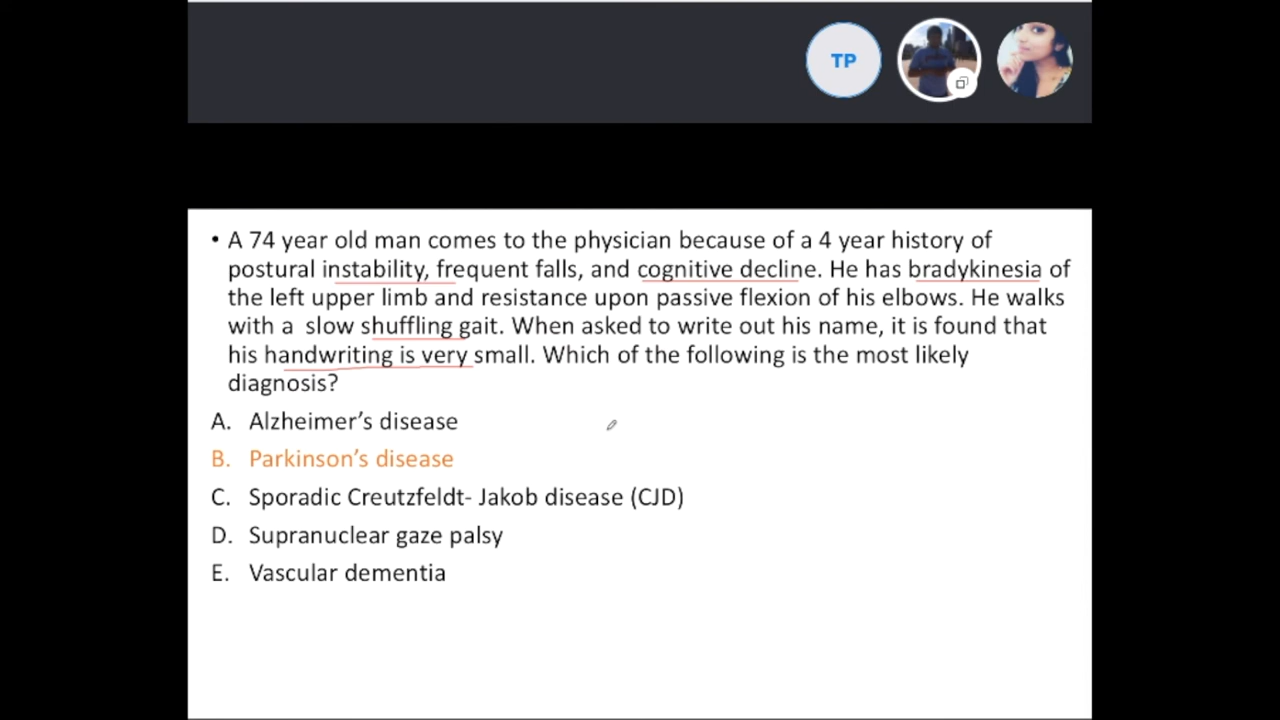 TP
• A 74 year old man comes to the physician because of a 4 year history of
postural instability, frequent falls, and cognitive decline. He has bradykinesia of
the left upper limb and resistance upon passive flexion of his elbows. He walks
with a  slow shuffling gait. When asked to write out his name, it is found that
his handwriting is very small. Which of the following is the most likely
diagnosis?
A. Alzheimer’s disease
B. Parkinson’s disease
C. Sporadic Creutzfeldt- Jakob disease (CJD)
D. Supranuclear gaze palsy
E. Vascular dementia